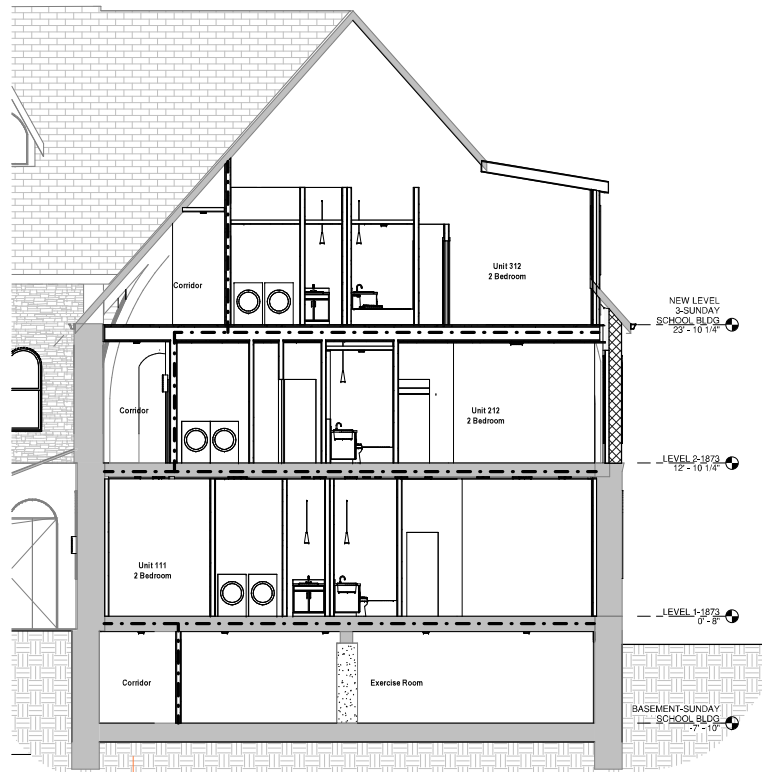 Unit 312
2 Bedroom
Corridor
NEW LEVEL
3-SUNDAY
SCHOOL BLDG
23' - 10 1/4"
Corridor
Unit 212
2 Bedroom
LEVEL 2-1873
12' - 10 1/4"
Unit 111
2 Bedroom
LEVEL 1-1873
0' - 8"
Corridor
Exercise Room
BASEMENT-SUNDAY
SCHOOL BLDG
-7' - 10"